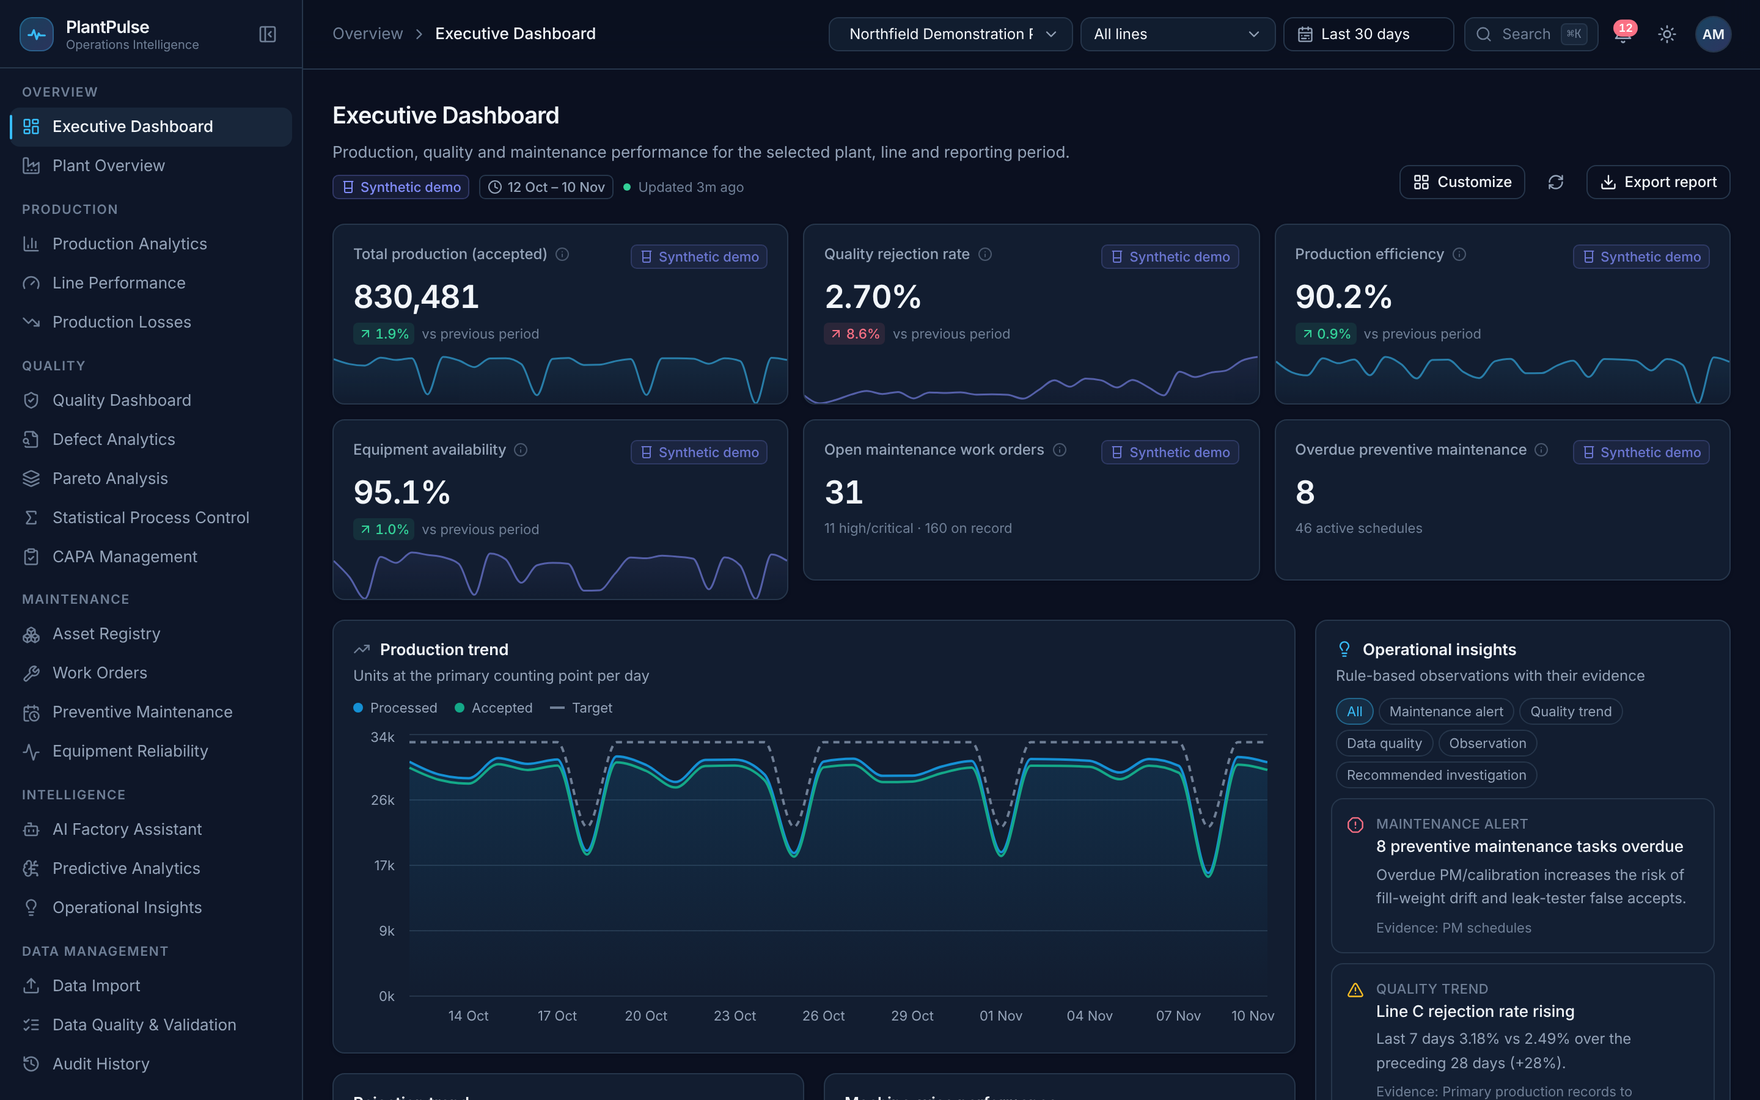 PlantPulse
Operations Intelligence
OVERVIEW
Executive Dashboard
Plant Overview
PRODUCTION
Production Analytics
Line Performance
Production Losses
QUALITY
Quality Dashboard
Defect Analytics
Pareto Analysis
Statistical Process Control
CAPA Management
MAINTENANCE
Asset Registry
Work Orders
Preventive Maintenance
Equipment Reliability
INTELLIGENCE
AI Factory Assistant
Predictive Analytics
Operational Insights
DATA MANAGEMENT
Data Import
Data Quality & Validation
Audit History
Overview > Executive Dashboard
Northfield Demonstration
All lines
Last 30 days
Search ⌘K
12
AM
Executive Dashboard
Production, quality and maintenance performance for the selected plant, line and reporting period.
Synthetic demo
12 Oct – 10 Nov
Updated 3m ago
Customize
Export report
Total production (accepted)
Synthetic demo
830,481
1.9% vs previous period
Quality rejection rate
Synthetic demo
2.70%
8.6% vs previous period
Production efficiency
Synthetic demo
90.2%
0.9% vs previous period
Equipment availability
Synthetic demo
95.1%
1.0% vs previous period
Open maintenance work orders
Synthetic demo
31
11 high/critical · 160 on record
Overdue preventive maintenance
Synthetic demo
8
46 active schedules
Production trend
Units at the primary counting point per day
Processed Accepted Target
34k
26k
17k
9k
0k
14 Oct 17 Oct 20 Oct 23 Oct 26 Oct 29 Oct 01 Nov 04 Nov 07 Nov 10 Nov
Operational insights
Rule-based observations with their evidence
All Maintenance alert Quality trend
Data quality Observation
Recommended investigation
MAINTENANCE ALERT
8 preventive maintenance tasks overdue
Overdue PM/calibration increases the risk of
fill-weight drift and leak-tester false accepts.
Evidence: PM schedules
QUALITY TREND
Line C rejection rate rising
Last 7 days 3.18% vs 2.49% over the
preceding 28 days (+28%).
Evidence: Primary production records to